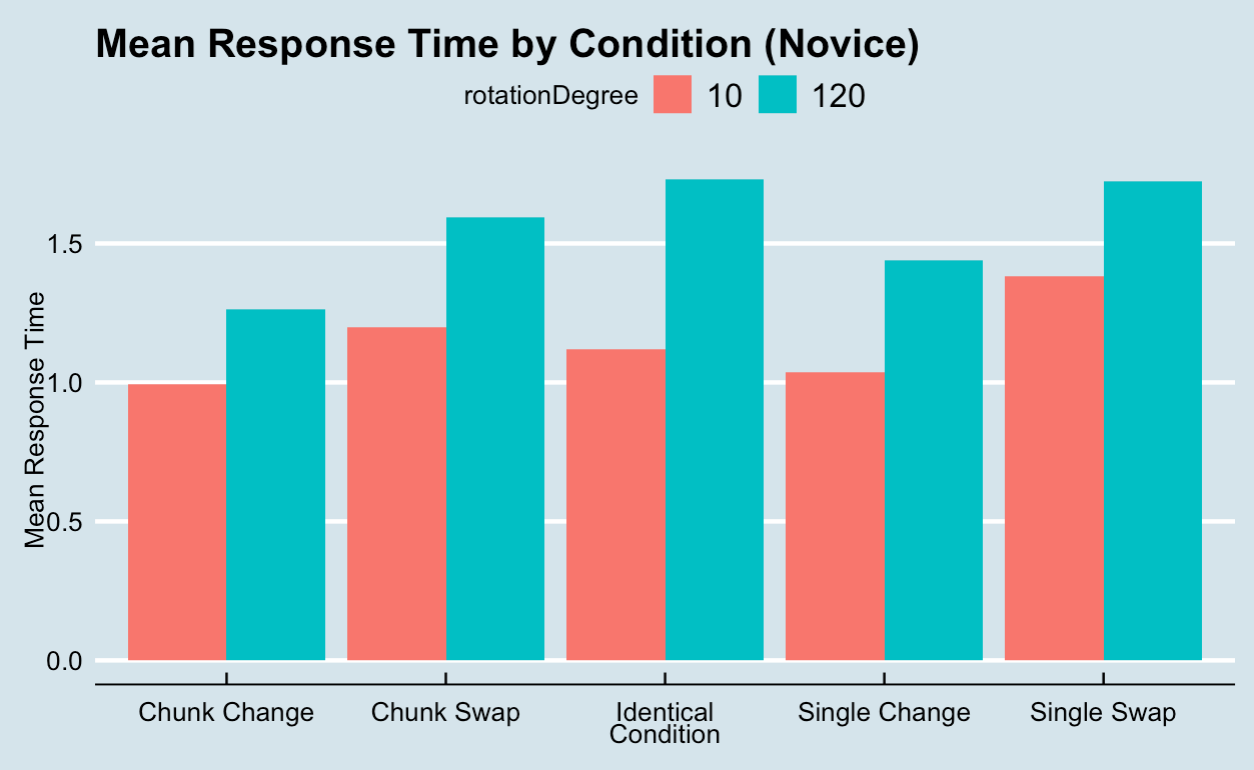 Mean Response Time by Condition (Novice)
rotationDegree 10 120
Mean Response Time
1.5
1.0
0.5
0.0
Chunk Change Chunk Swap Identical Single Change Single Swap
Condition